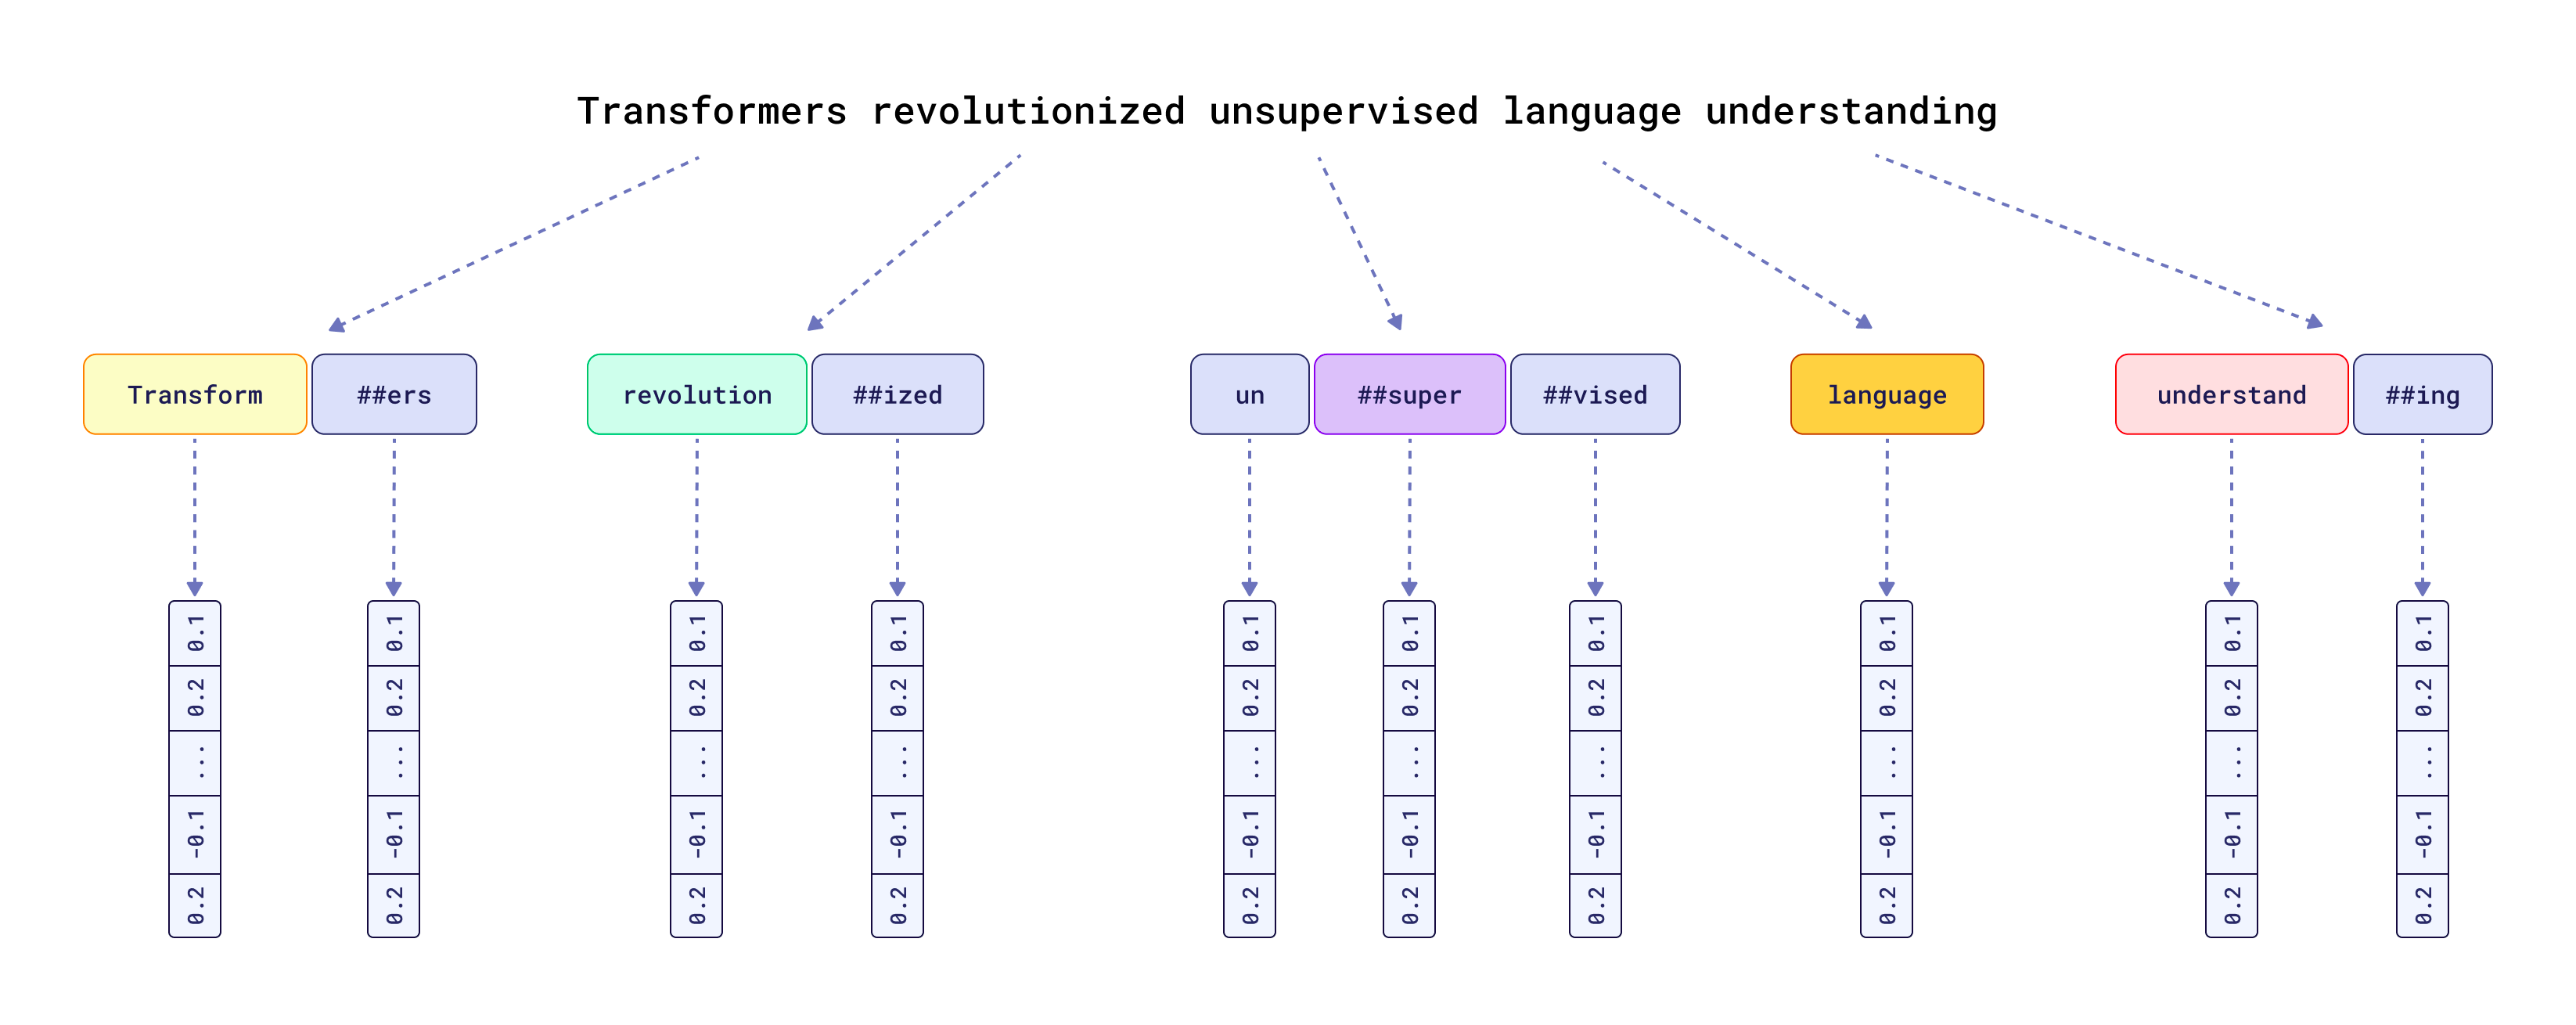 Transformers revolutionized unsupervised language understanding
Transform ##ers revolution ##ized un ##super ##vised language understand ##ing
0.1 0.1 0.1 0.1 0.1 0.1 0.1 0.1 0.1 0.1
0.2 0.2 0.2 0.2 0.2 0.2 0.2 0.2 0.2 0.2
... ... ... ... ... ... ... ... ... ...
-0.1 -0.1 -0.1 -0.1 -0.1 -0.1 -0.1 -0.1 -0.1 -0.1
0.2 0.2 0.2 0.2 0.2 0.2 0.2 0.2 0.2 0.2